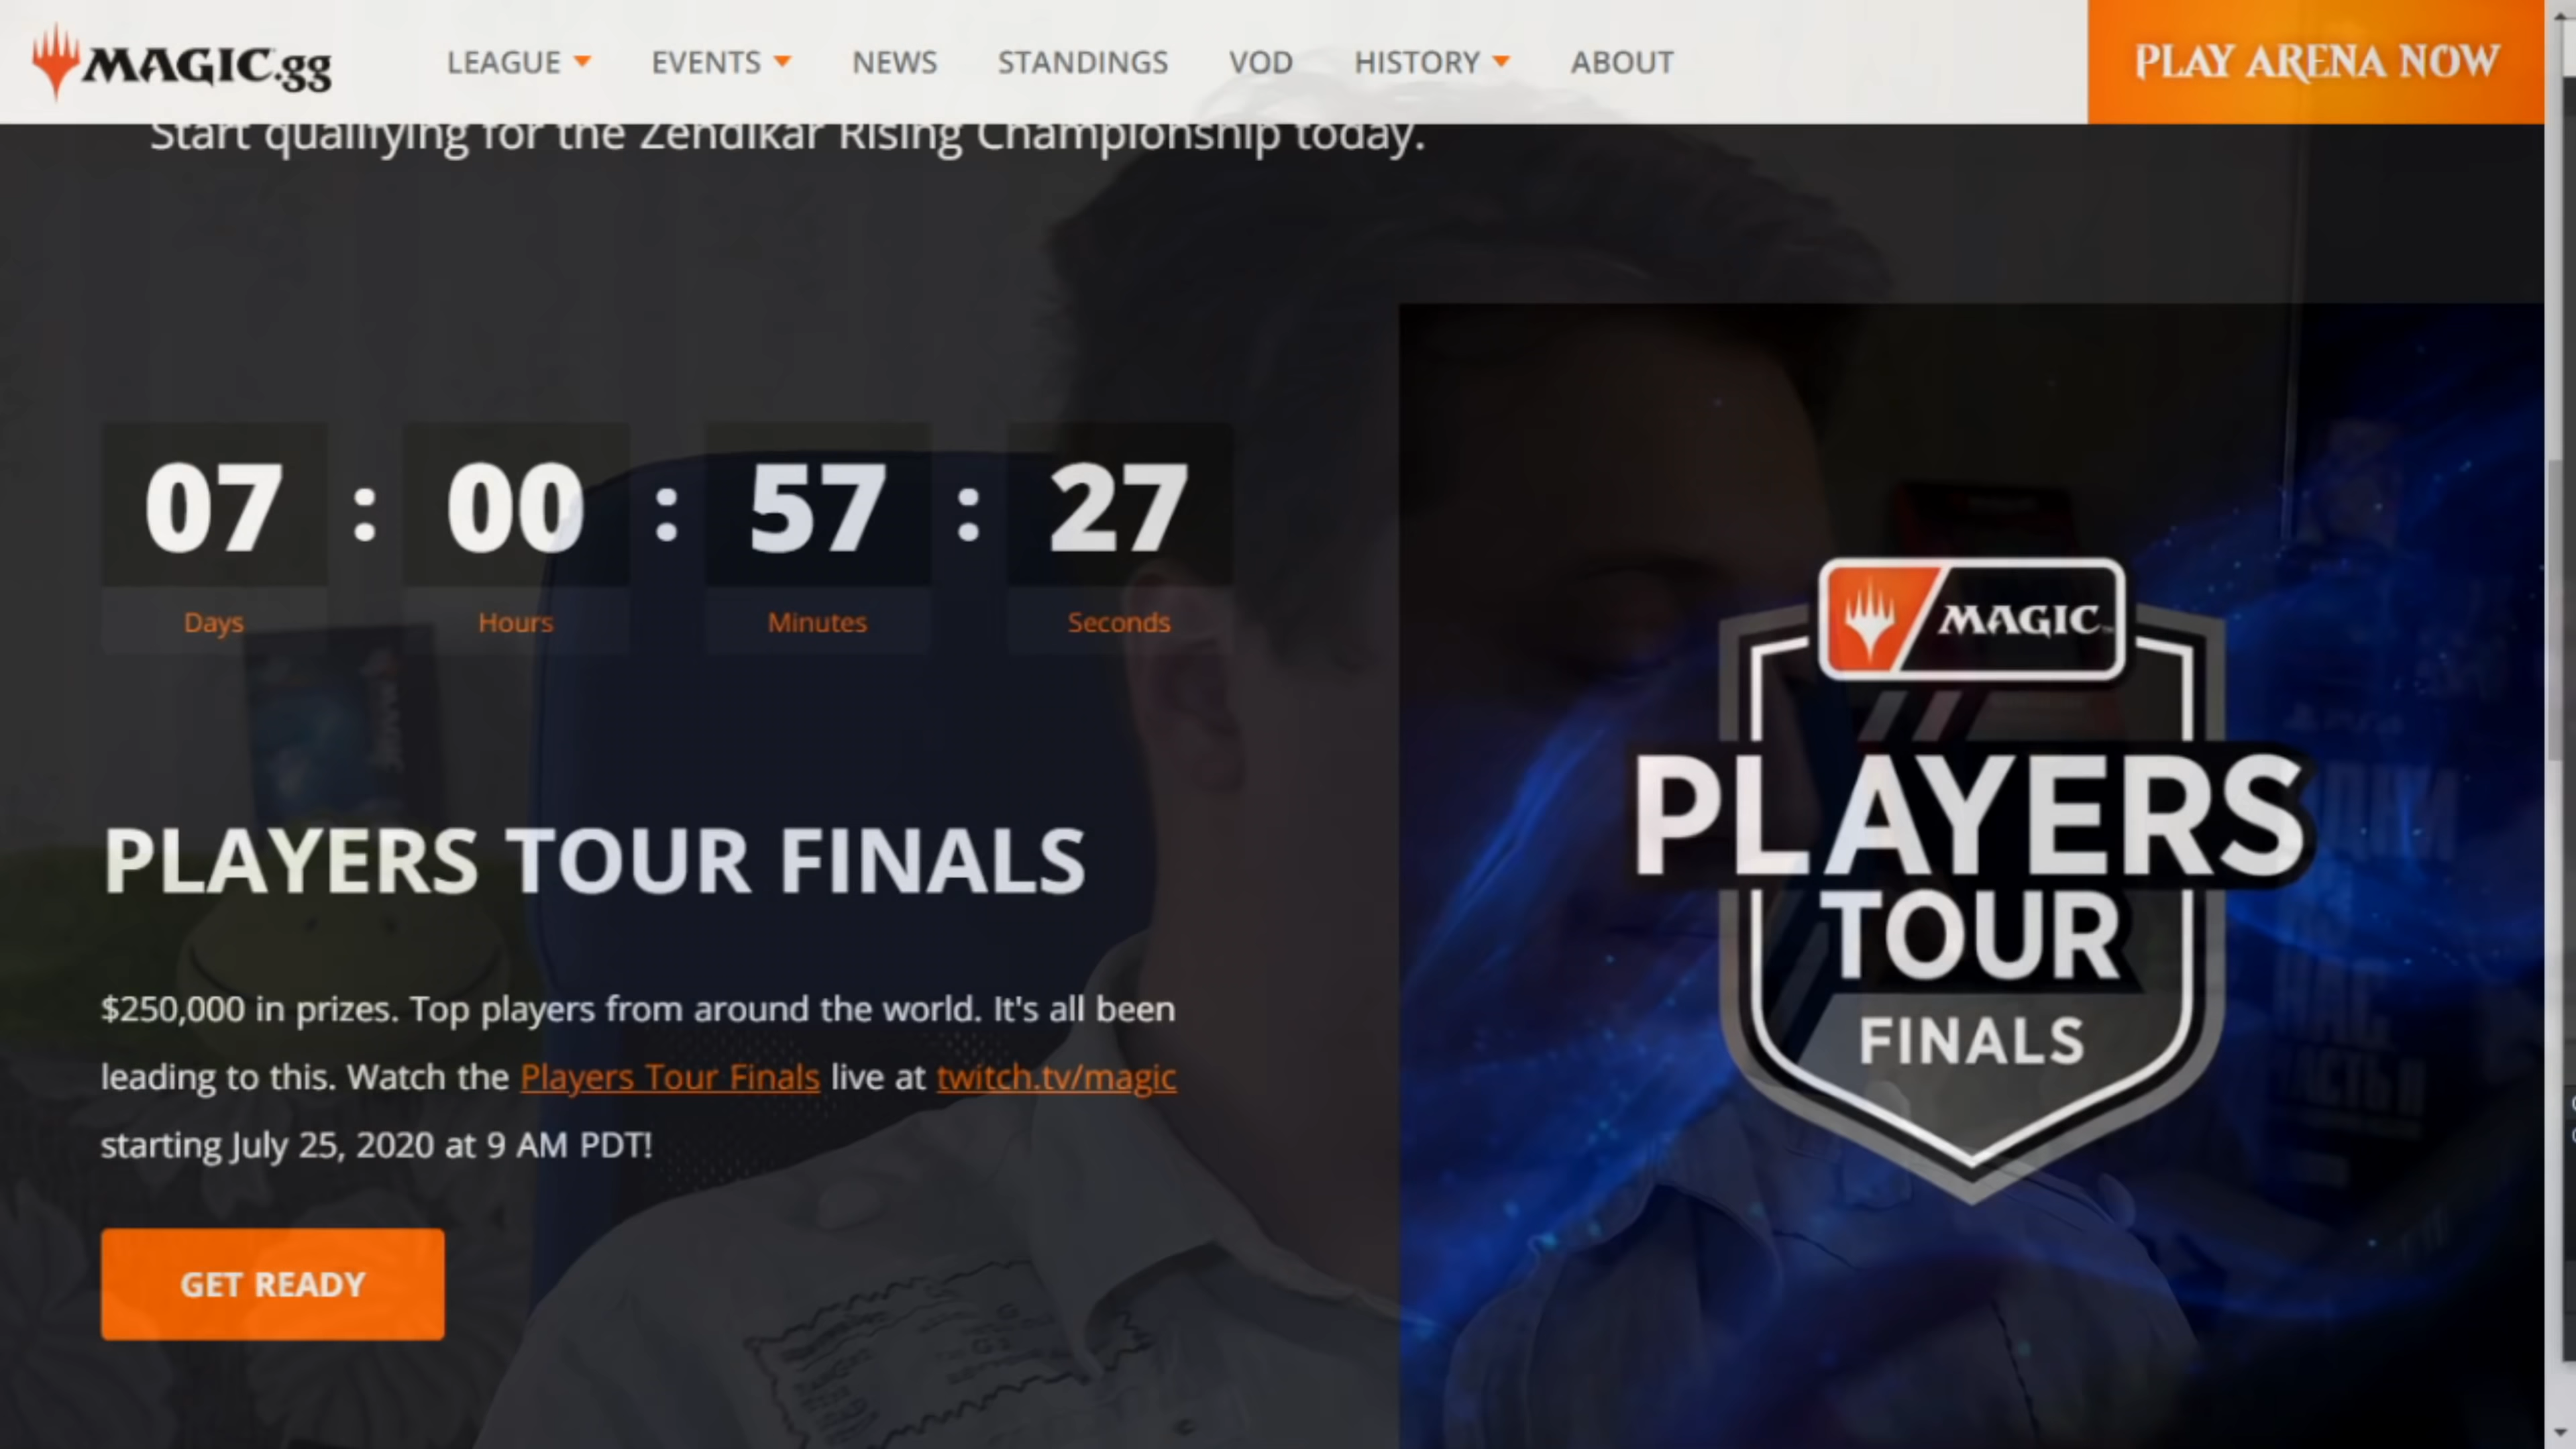 MAGIC.gg
LEAGUE EVENTS NEWS STANDINGS VOD HISTORY ABOUT
PLAY ARENA NOW
Start qualifying for the Zendikar Rising Championship today.
07 : 00 : 57 : 27
Days Hours Minutes Seconds
PLAYERS TOUR FINALS
$250,000 in prizes. Top players from around the world. It's all been
leading to this. Watch the Players Tour Finals live at twitch.tv/magic
starting July 25, 2020 at 9 AM PDT!
GET READY
MAGIC
PLAYERS
TOUR
FINALS